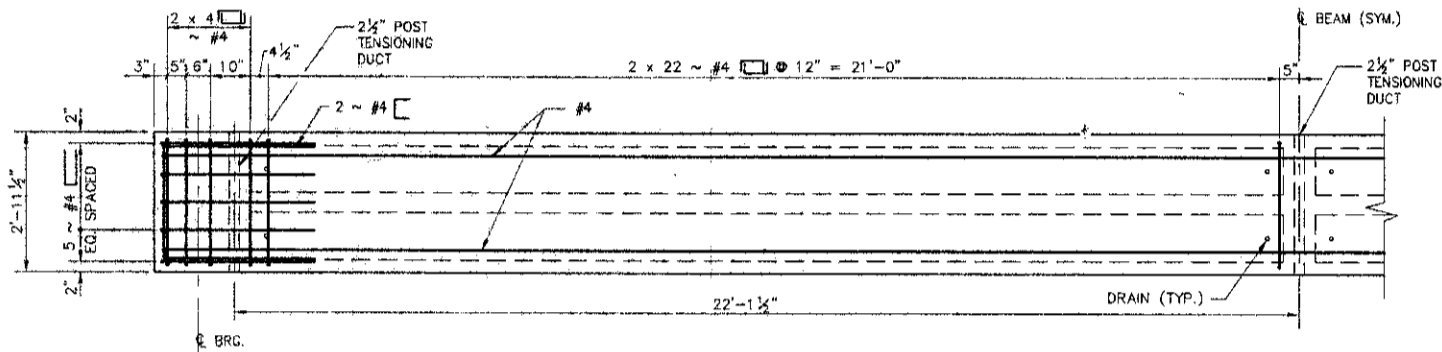 2 x 4
~ #4
2½" POST
TENSIONING
DUCT
℄ BEAM (SYM.)
3"
5"
6"
10"
4½"
2 x 22 ~ #4 @ 12" = 21'-0"
5"
2½" POST
TENSIONING
DUCT
2 ~ #4
#4
2"
2'-11½"
5 ~ #4
EQ. SPACED
2"
22'-1½"
DRAIN (TYP.)
℄ BRG.